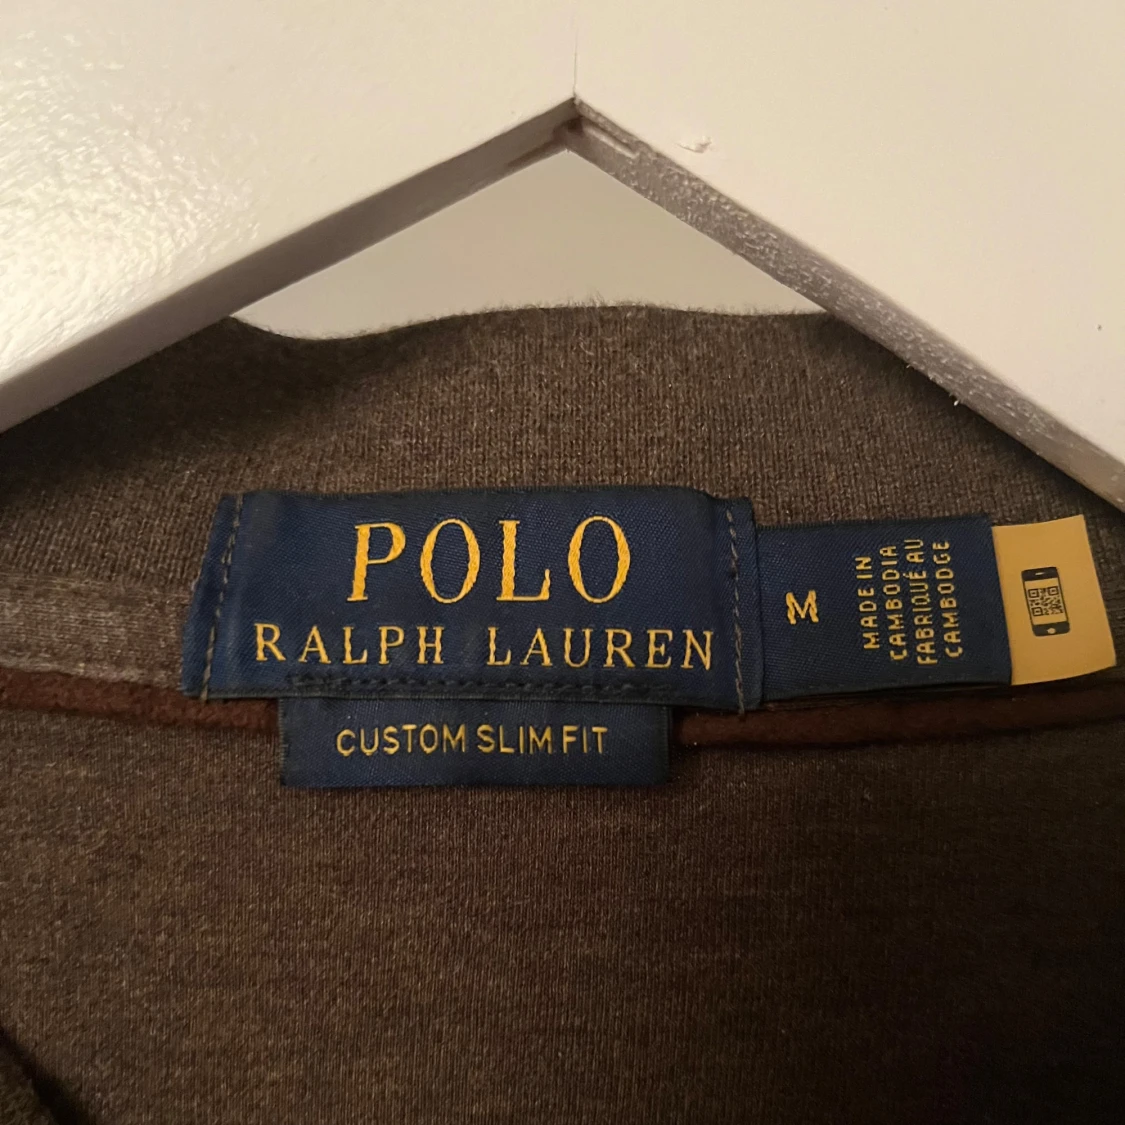 POLO
RALPH LAUREN
CUSTOM SLIM FIT
M
MADE IN
CAMBODIA
FABRIQUÉ AU
CAMBODGE